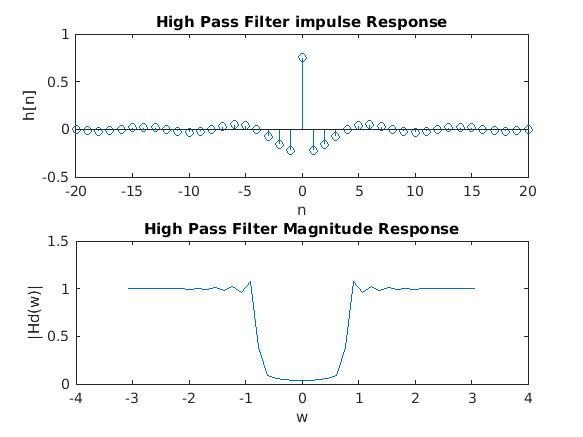 High Pass Filter impulse Response
1
0.5
0
-0.5
h[n]
-20 -15 -10 -5 0 5 10 15 20
n
High Pass Filter Magnitude Response
1.5
1
0.5
0
|Hd(w)|
-4 -3 -2 -1 0 1 2 3 4
w